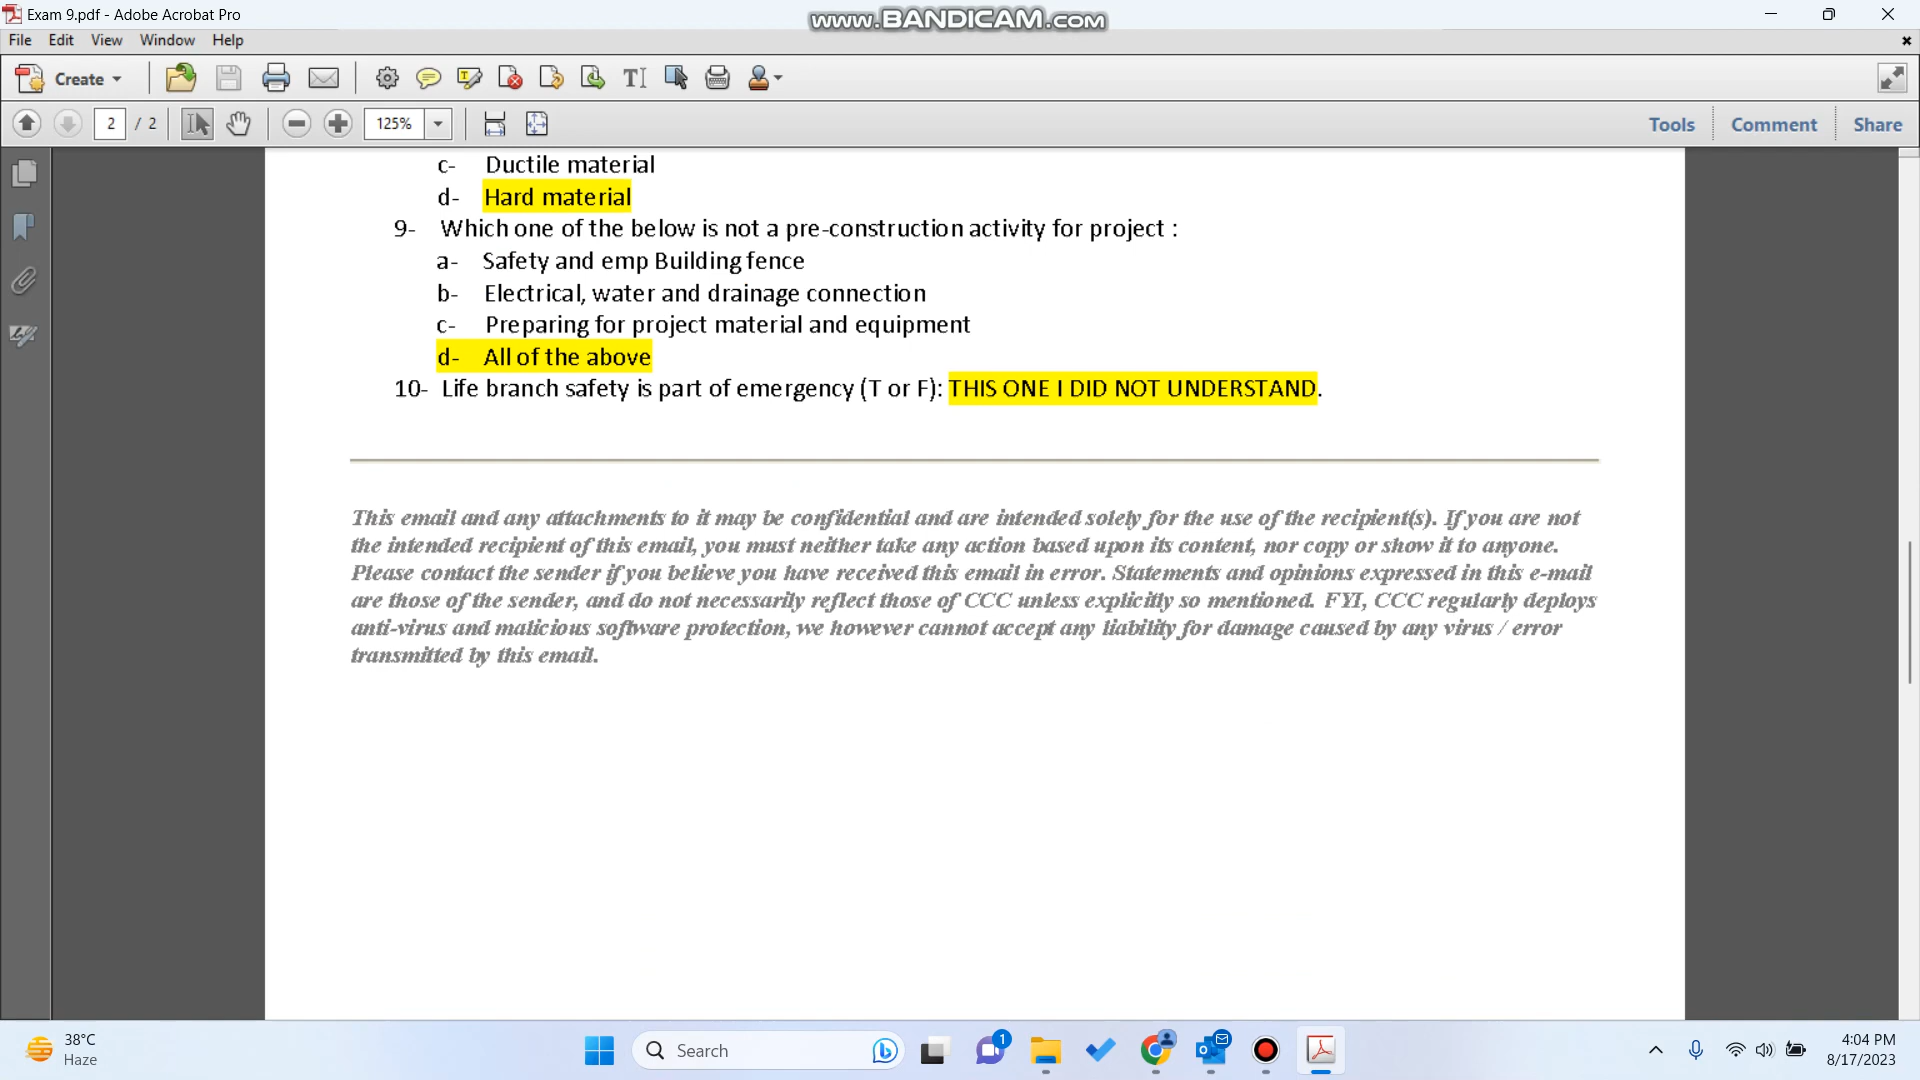 Exam 9.pdf - Adobe Acrobat Pro
www.BANDICAM.com
File Edit View Window Help
Create
2 / 2
125%
Tools Comment Share
c- Ductile material
d- Hard material
9- Which one of the below is not a pre-construction activity for project :
a- Safety and emp Building fence
b- Electrical, water and drainage connection
c- Preparing for project material and equipment
d- All of the above
10- Life branch safety is part of emergency (T or F): THIS ONE I DID NOT UNDERSTAND.
This email and any attachments to it may be confidential and are intended solely for the use of the recipient(s). If you are not
the intended recipient of this email, you must neither take any action based upon its content, nor copy or show it to anyone.
Please contact the sender if you believe you have received this email in error. Statements and opinions expressed in this e-mail
are those of the sender, and do not necessarily reflect those of CCC unless explicitly so mentioned. FYI, CCC regularly deploys
anti-virus and malicious software protection, we however cannot accept any liability for damage caused by any virus / error
transmitted by this email.
38°C
Haze
Search
1
4:04 PM
8/17/2023